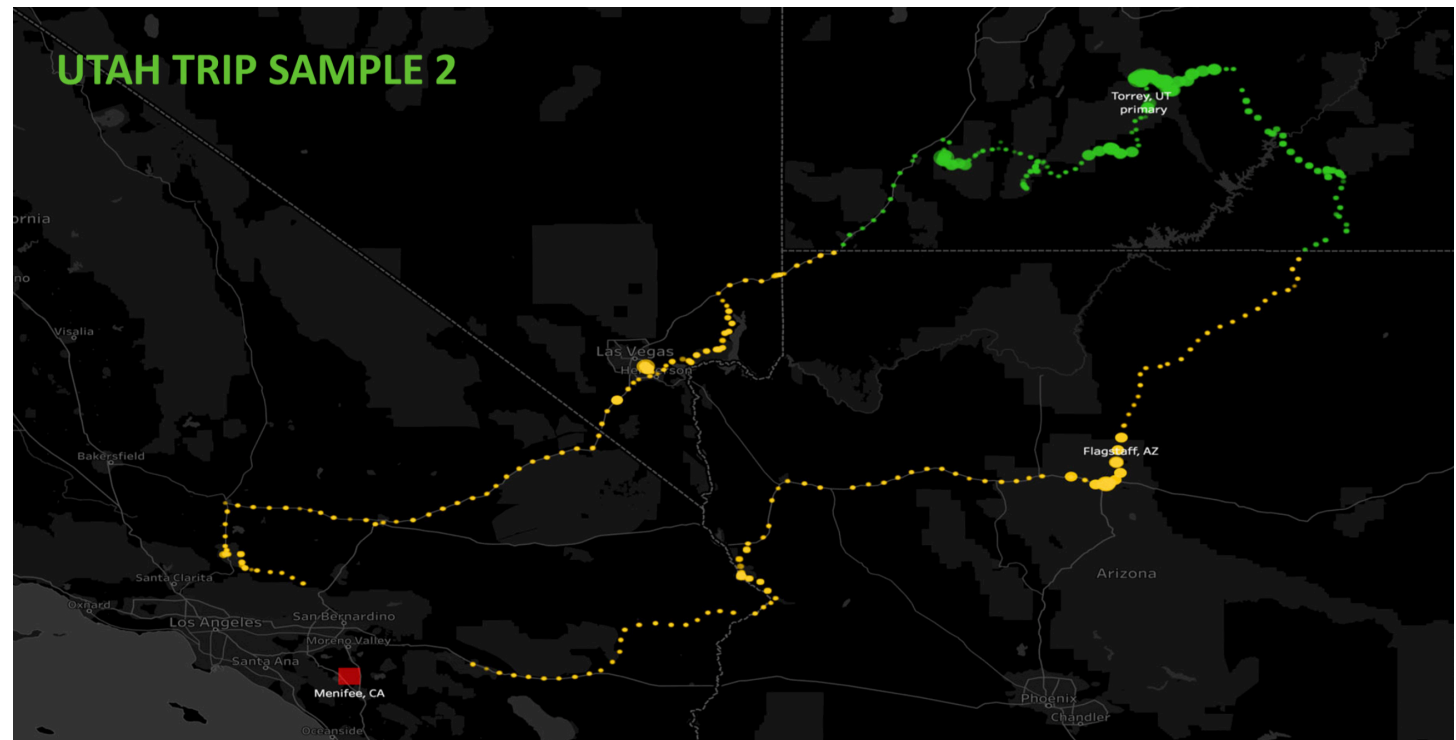 UTAH TRIP SAMPLE 2
Torrey, UT
primary
ornia
no
Visalia
Las Vegas
Henderson
Bakersfield
Flagstaff, AZ
Santa Clarita
Arizona
Oxnard
San Bernardino
Los Angeles
Moreno Valley
Santa Ana
Menifee, CA
Phoenix
Chandler
Oceanside